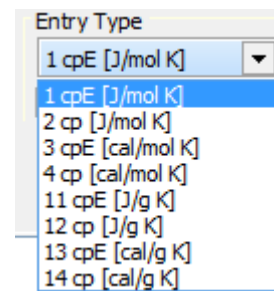 Entry Type
1 cpE [J/mol K]
1 cpE [J/mol K]
2 cp [J/mol K]
3 cpE [cal/mol K]
4 cp [cal/mol K]
11 cpE [J/g K]
12 cp [J/g K]
13 cpE [cal/g K]
14 cp [cal/g K]